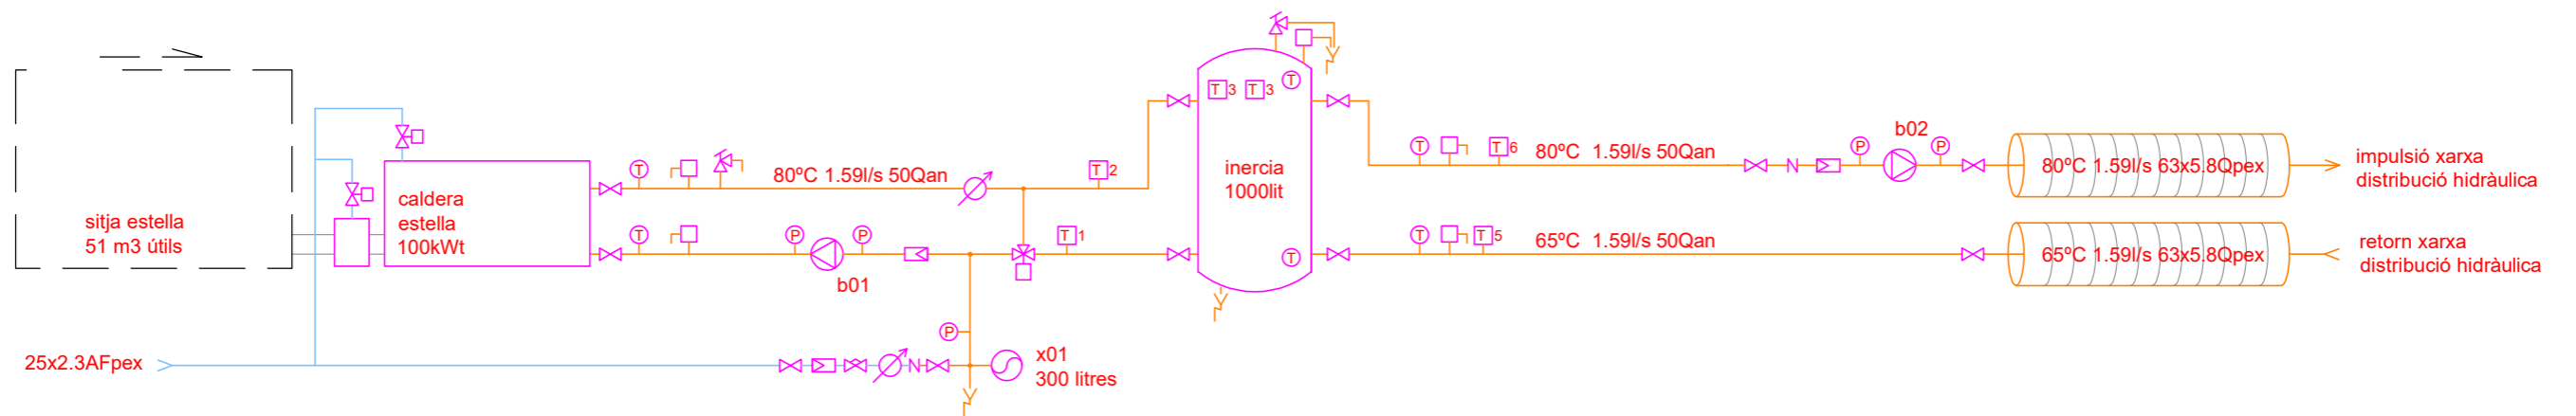 sitja estella
51 m3 útils
caldera
estella
100kWt
25x2.3AFpex
T
T
80ºC 1.59l/s 50Qan
T 2
P
P
b01
T 1
P
x01
300 litres
T 3
T 3
T
inercia
1000lit
T
T
T 6
80ºC 1.59l/s 50Qan
N
P
b02
P
80ºC 1.59l/s 63x5.8Qpex
impulsió xarxa
distribució hidràulica
T
T 5
65ºC 1.59l/s 50Qan
65ºC 1.59l/s 63x5.8Qpex
retorn xarxa
distribució hidràulica
N